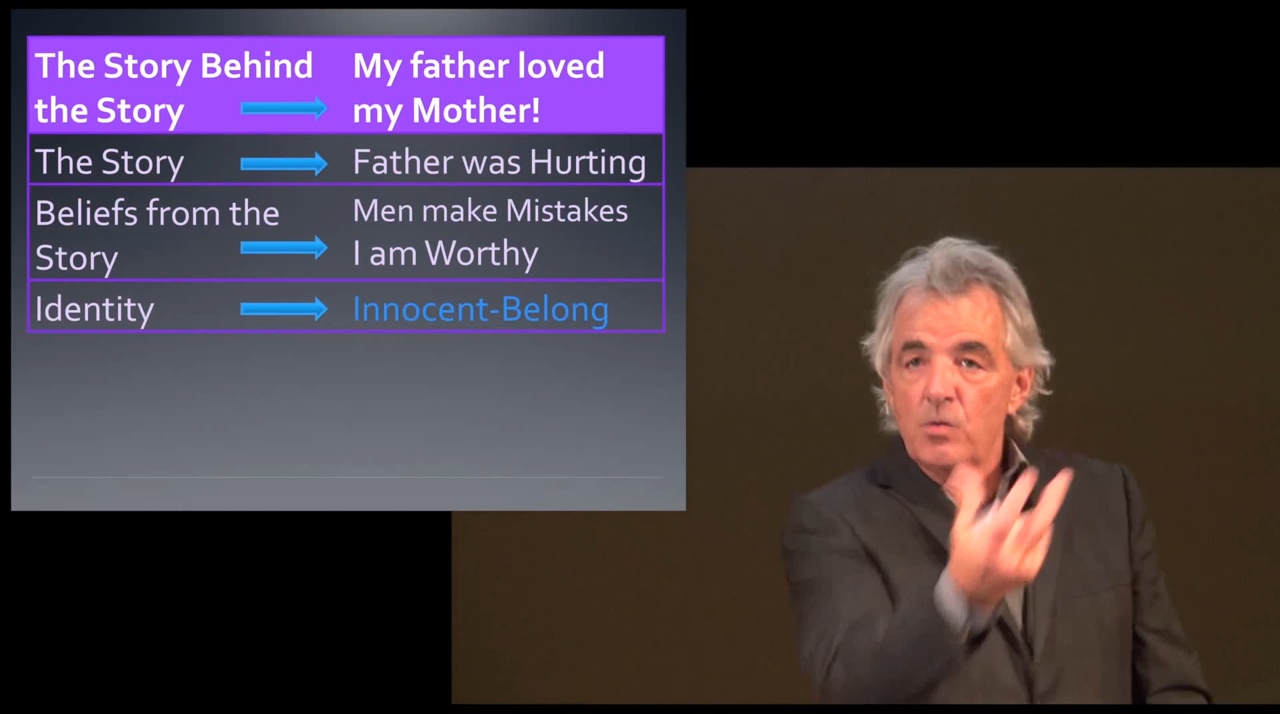 The Story Behind
the Story
My father loved
my Mother!
The Story
Father was Hurting
Beliefs from the
Story
Men make Mistakes
I am Worthy
Identity
Innocent-Belong